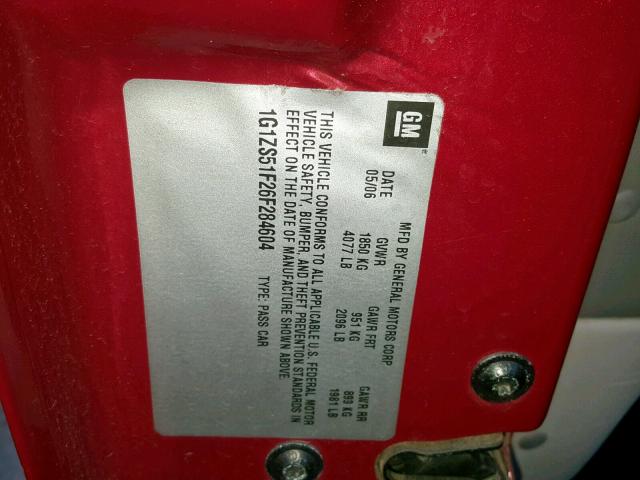 GM
MFD BY GENERAL MOTORS CORP
DATE GVWR GAWR FRT GAWR RR
05/06 1850 KG 951 KG 899 KG
4077 LB 2096 LB 1981 LB
THIS VEHICLE CONFORMS TO ALL APPLICABLE U.S. FEDERAL MOTOR
VEHICLE SAFETY, BUMPER, AND THEFT PREVENTION STANDARDS IN
EFFECT ON THE DATE OF MANUFACTURE SHOWN ABOVE.
1G1ZS51F26F284604 TYPE: PASS CAR